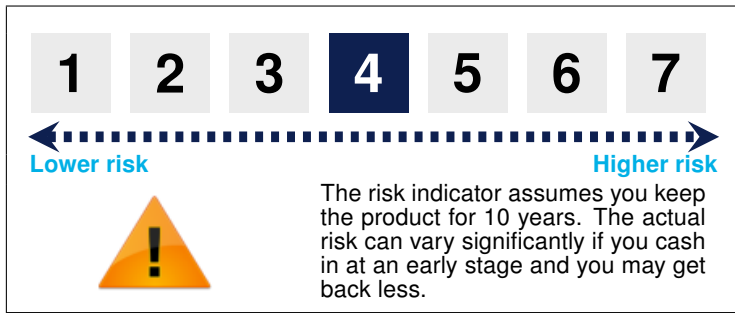 1 2 3 4 5 6 7
Lower risk Higher risk
!
The risk indicator assumes you keep
the product for 10 years. The actual
risk can vary significantly if you cash
in at an early stage and you may get
back less.